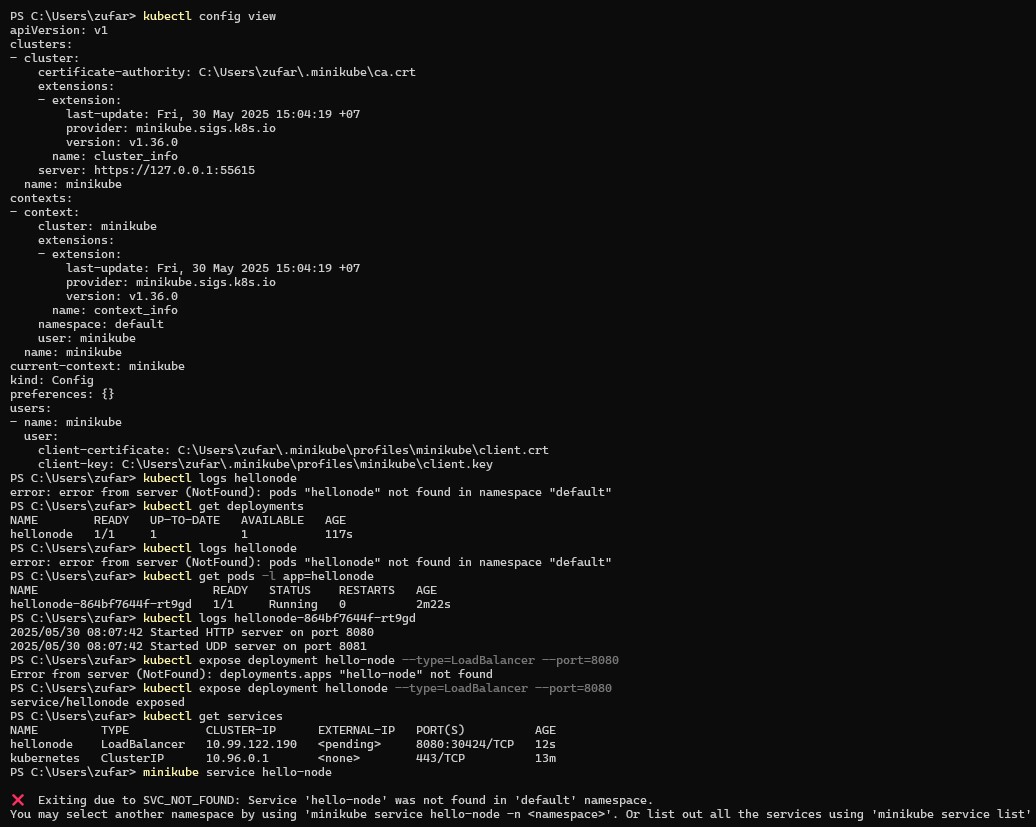 PS C:\Users\zufar> kubectl config view
apiVersion: v1
clusters:
- cluster:
    certificate-authority: C:\Users\zufar\.minikube\ca.crt
    extensions:
    - extension:
        last-update: Fri, 30 May 2025 15:04:19 +07
        provider: minikube.sigs.k8s.io
        version: v1.36.0
      name: cluster_info
    server: https://127.0.0.1:55615
  name: minikube
contexts:
- context:
    cluster: minikube
    extensions:
    - extension:
        last-update: Fri, 30 May 2025 15:04:19 +07
        provider: minikube.sigs.k8s.io
        version: v1.36.0
      name: context_info
    namespace: default
    user: minikube
  name: minikube
current-context: minikube
kind: Config
preferences: {}
users:
- name: minikube
  user:
    client-certificate: C:\Users\zufar\.minikube\profiles\minikube\client.crt
    client-key: C:\Users\zufar\.minikube\profiles\minikube\client.key
PS C:\Users\zufar> kubectl logs hellonode
error: error from server (NotFound): pods "hellonode" not found in namespace "default"
PS C:\Users\zufar> kubectl get deployments
NAME        READY   UP-TO-DATE   AVAILABLE   AGE
hellonode   1/1     1            1           117s
PS C:\Users\zufar> kubectl logs hellonode
error: error from server (NotFound): pods "hellonode" not found in namespace "default"
PS C:\Users\zufar> kubectl get pods -l app=hellonode
NAME                         READY   STATUS    RESTARTS   AGE
hellonode-864bf7644f-rt9gd   1/1     Running   0          2m22s
PS C:\Users\zufar> kubectl logs hellonode-864bf7644f-rt9gd
2025/05/30 08:07:42 Started HTTP server on port 8080
2025/05/30 08:07:42 Started UDP server on port 8081
PS C:\Users\zufar> kubectl expose deployment hello-node --type=LoadBalancer --port=8080
Error from server (NotFound): deployments.apps "hello-node" not found
PS C:\Users\zufar> kubectl expose deployment hellonode --type=LoadBalancer --port=8080
service/hellonode exposed
PS C:\Users\zufar> kubectl get services
NAME         TYPE           CLUSTER-IP      EXTERNAL-IP   PORT(S)          AGE
hellonode    LoadBalancer   10.99.122.190   <pending>     8080:30424/TCP   12s
kubernetes   ClusterIP      10.96.0.1       <none>        443/TCP          13m
PS C:\Users\zufar> minikube service hello-node
❌  Exiting due to SVC_NOT_FOUND: Service 'hello-node' was not found in 'default' namespace.
You may select another namespace by using 'minikube service hello-node -n <namespace>'. Or list out all the services using 'minikube service list'